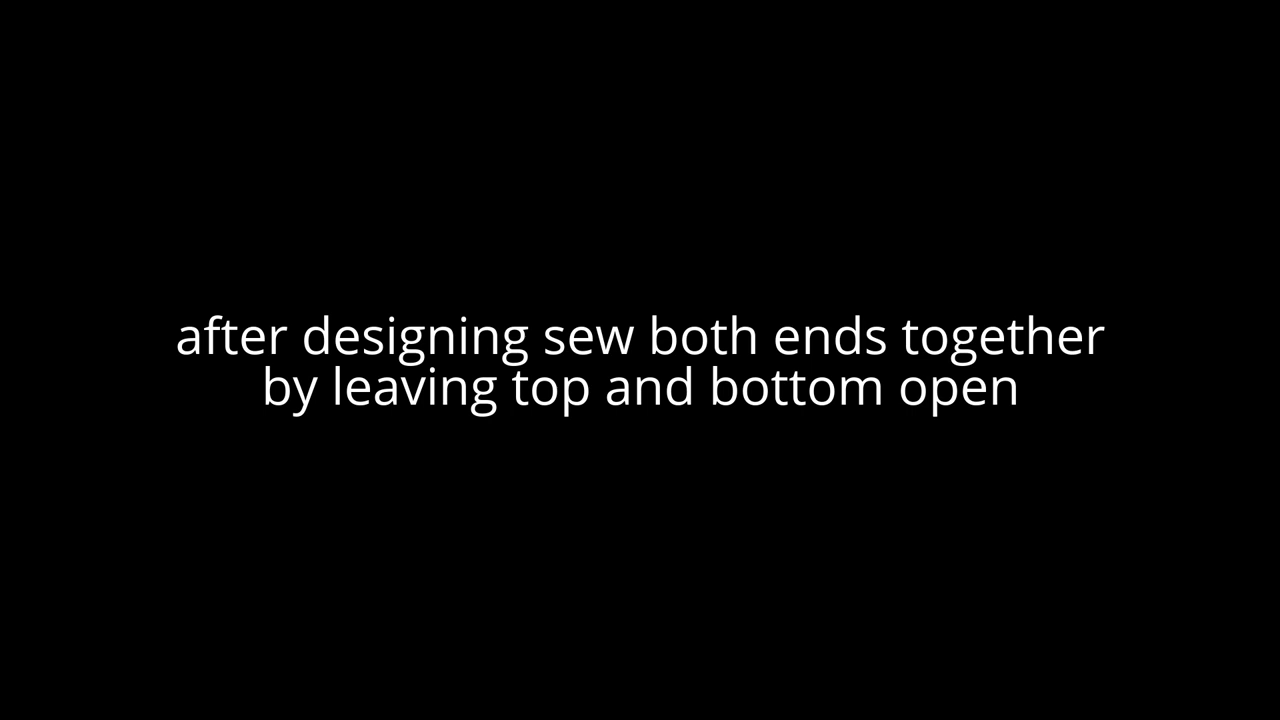 after designing sew both ends together
by leaving top and bottom open